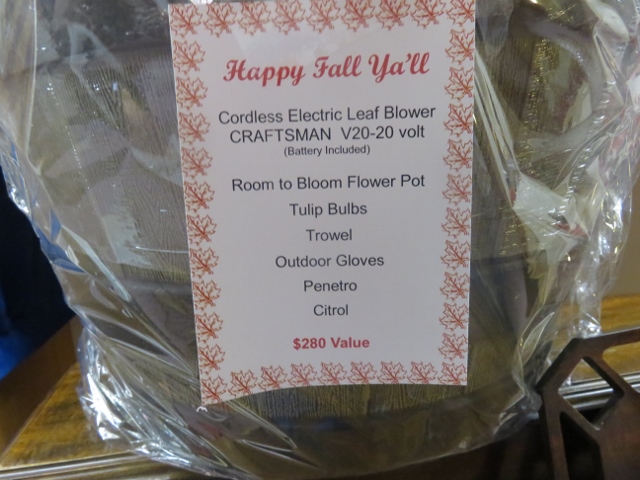 Happy Fall Ya'll
Cordless Electric Leaf Blower
CRAFTSMAN V20-20 volt
(Battery Included)
Room to Bloom Flower Pot
Tulip Bulbs
Trowel
Outdoor Gloves
Penetro
Citrol
$280 Value